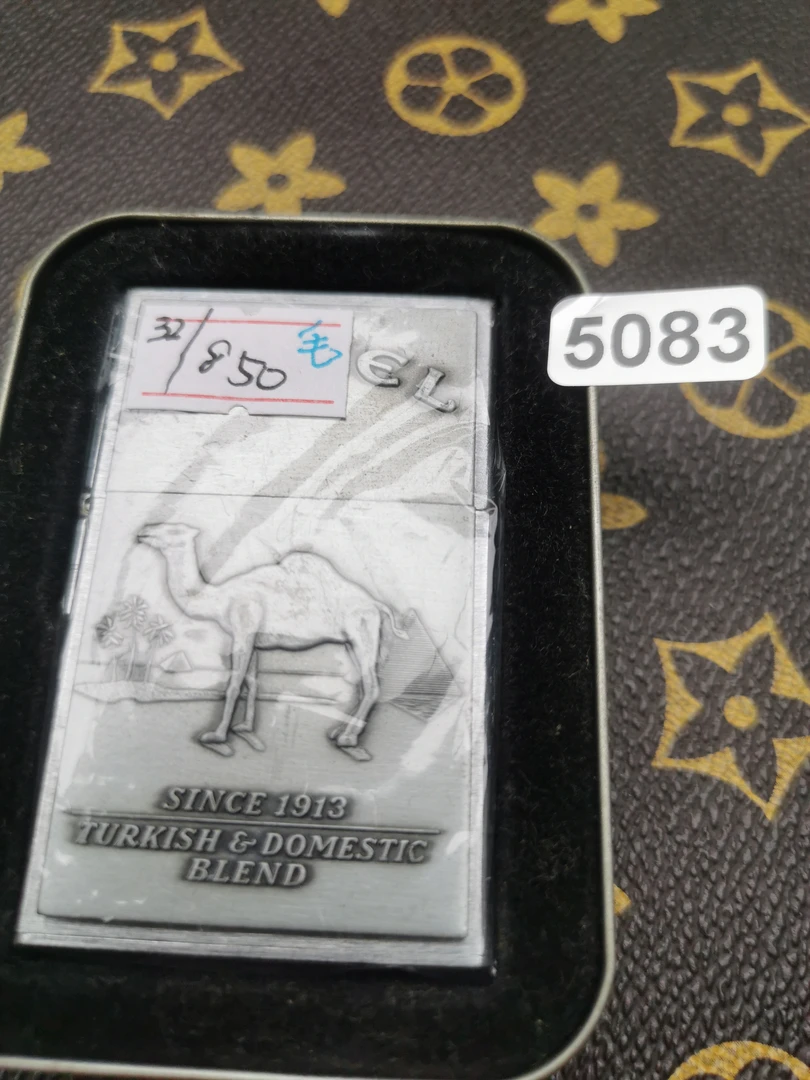 32/850 毛
EL
5083
SINCE 1913
TURKISH & DOMESTIC
BLEND